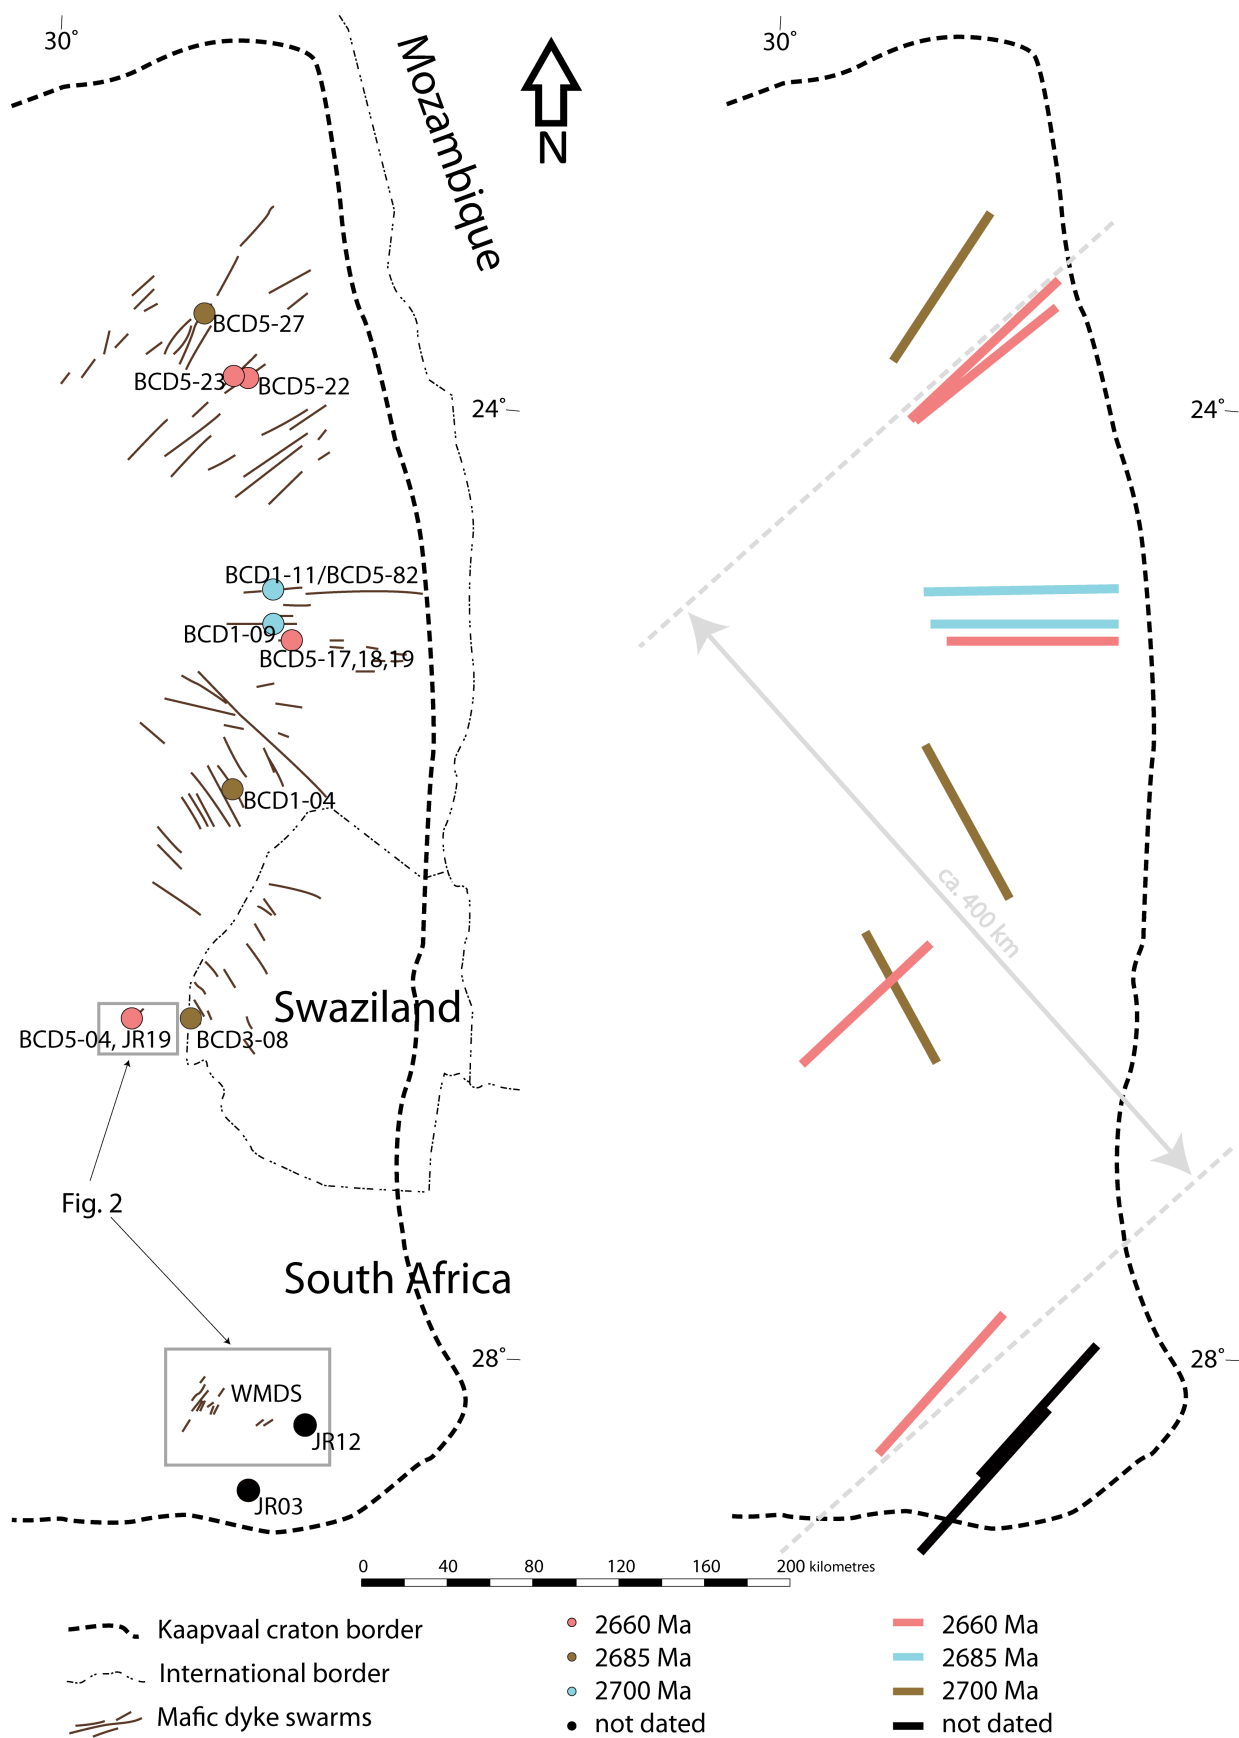 30˚
30˚
Mozambique
N
BCD5-27
BCD5-23
BCD5-22
24˚
24˚
BCD1-11/BCD5-82
BCD1-09
BCD5-17,18,19
BCD1-04
ca. 400 km
Swaziland
BCD5-04, JR19
BCD3-08
Fig. 2
South Africa
28˚
28˚
WMDS
JR12
JR03
0 40 80 120 160 200 kilometres
Kaapvaal craton border
International border
Mafic dyke swarms
2660 Ma
2685 Ma
2700 Ma
not dated
2660 Ma
2685 Ma
2700 Ma
not dated